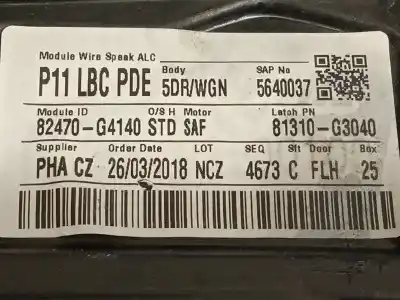 Module Wire Speak ALC Body SAP No
P11 LBC PDE 5DR/WGN 5640037
Module ID O/S H Motor Latch PN
82470-G4140 STD SAF 81310-G3040
Supplier Order Date LOT SEQ Sft Door Box
PHA CZ 26/03/2018 NCZ 4673 C FLH 25